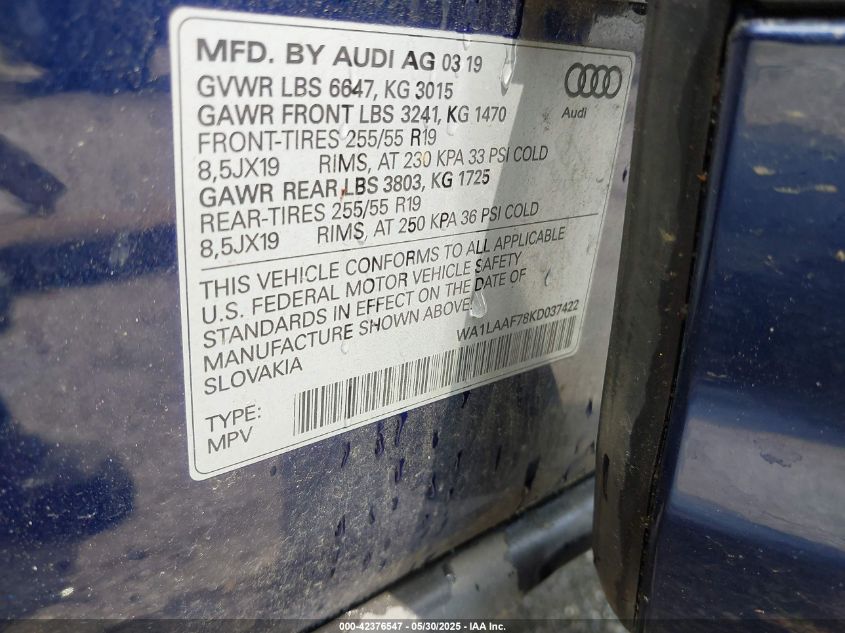 MFD. BY AUDI AG 03 19
GVWR LBS 6647, KG 3015
GAWR FRONT LBS 3241, KG 1470
FRONT-TIRES 255/55 R19
8,5JX19 RIMS, AT 230 KPA 33 PSI COLD
GAWR REAR LBS 3803, KG 1725
REAR-TIRES 255/55 R19
8,5JX19 RIMS, AT 250 KPA 36 PSI COLD
Audi
THIS VEHICLE CONFORMS TO ALL APPLICABLE
U.S. FEDERAL MOTOR VEHICLE SAFETY
STANDARDS IN EFFECT ON THE DATE OF
MANUFACTURE SHOWN ABOVE.
SLOVAKIA
WA1LAAF78KD037422
TYPE:
MPV
000-42376547 — 05/30/2025 — IAA Inc.